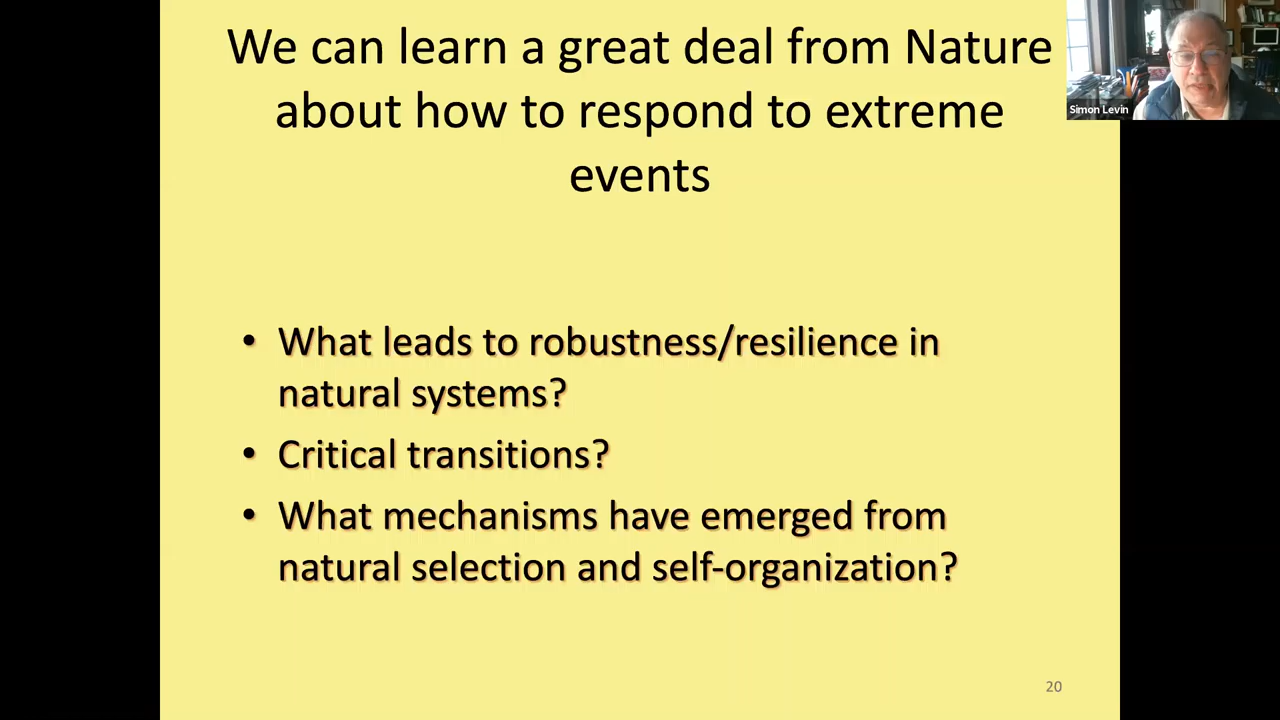 We can learn a great deal from Nature
about how to respond to extreme
events
Simon Levin
• What leads to robustness/resilience in
natural systems?
• Critical transitions?
• What mechanisms have emerged from
natural selection and self-organization?
20